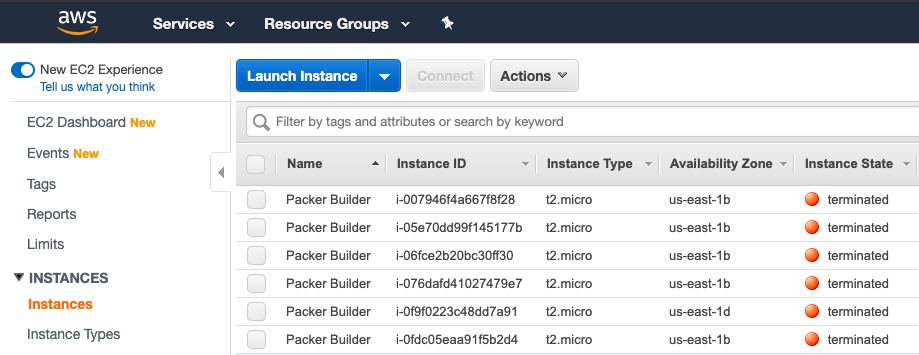 aws
Services
Resource Groups
New EC2 Experience
Tell us what you think
EC2 Dashboard New
Events New
Tags
Reports
Limits
INSTANCES
Instances
Instance Types
Launch Instance
Connect
Actions
Filter by tags and attributes or search by keyword
Name Instance ID Instance Type Availability Zone Instance State
Packer Builder i-007946f4a667f8f28 t2.micro us-east-1b terminated
Packer Builder i-05e70dd99f145177b t2.micro us-east-1b terminated
Packer Builder i-06fce2b20bc30ff30 t2.micro us-east-1b terminated
Packer Builder i-076dafd41027479e7 t2.micro us-east-1b terminated
Packer Builder i-0f9f0223c48dd7a91 t2.micro us-east-1d terminated
Packer Builder i-0fdc05eaa91f5b2d4 t2.micro us-east-1b terminated